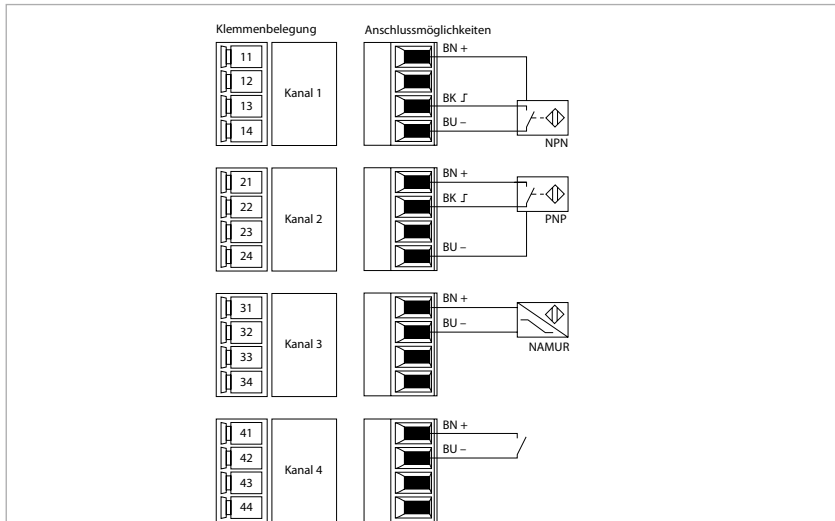 Klemmenbelegung
Anschlussmöglichkeiten
11
12
13
14
Kanal 1
BN +
BK ⎍
BU –
NPN
21
22
23
24
Kanal 2
BN +
BK ⎍
BU –
PNP
31
32
33
34
Kanal 3
BN +
BU –
NAMUR
41
42
43
44
Kanal 4
BN +
BU –